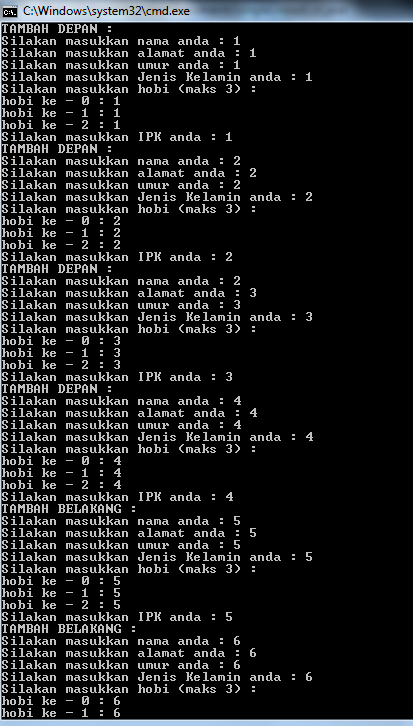 C:\Windows\system32\cmd.exe
TAMBAH DEPAN :
Silakan masukkan nama anda : 1
Silakan masukkan alamat anda : 1
Silakan masukkan umur anda : 1
Silakan masukkan Jenis Kelamin anda : 1
Silakan masukkan hobi (maks 3) :
hobi ke - 0 : 1
hobi ke - 1 : 1
hobi ke - 2 : 1
Silakan masukkan IPK anda : 1
TAMBAH DEPAN :
Silakan masukkan nama anda : 2
Silakan masukkan alamat anda : 2
Silakan masukkan umur anda : 2
Silakan masukkan Jenis Kelamin anda : 2
Silakan masukkan hobi (maks 3) :
hobi ke - 0 : 2
hobi ke - 1 : 2
hobi ke - 2 : 2
Silakan masukkan IPK anda : 2
TAMBAH DEPAN :
Silakan masukkan nama anda : 2
Silakan masukkan alamat anda : 3
Silakan masukkan umur anda : 3
Silakan masukkan Jenis Kelamin anda : 3
Silakan masukkan hobi (maks 3) :
hobi ke - 0 : 3
hobi ke - 1 : 3
hobi ke - 2 : 3
Silakan masukkan IPK anda : 3
TAMBAH DEPAN :
Silakan masukkan nama anda : 4
Silakan masukkan alamat anda : 4
Silakan masukkan umur anda : 4
Silakan masukkan Jenis Kelamin anda : 4
Silakan masukkan hobi (maks 3) :
hobi ke - 0 : 4
hobi ke - 1 : 4
hobi ke - 2 : 4
Silakan masukkan IPK anda : 4
TAMBAH BELAKANG :
Silakan masukkan nama anda : 5
Silakan masukkan alamat anda : 5
Silakan masukkan umur anda : 5
Silakan masukkan Jenis Kelamin anda : 5
Silakan masukkan hobi (maks 3) :
hobi ke - 0 : 5
hobi ke - 1 : 5
hobi ke - 2 : 5
Silakan masukkan IPK anda : 5
TAMBAH BELAKANG :
Silakan masukkan nama anda : 6
Silakan masukkan alamat anda : 6
Silakan masukkan umur anda : 6
Silakan masukkan Jenis Kelamin anda : 6
Silakan masukkan hobi (maks 3) :
hobi ke - 0 : 6
hobi ke - 1 : 6